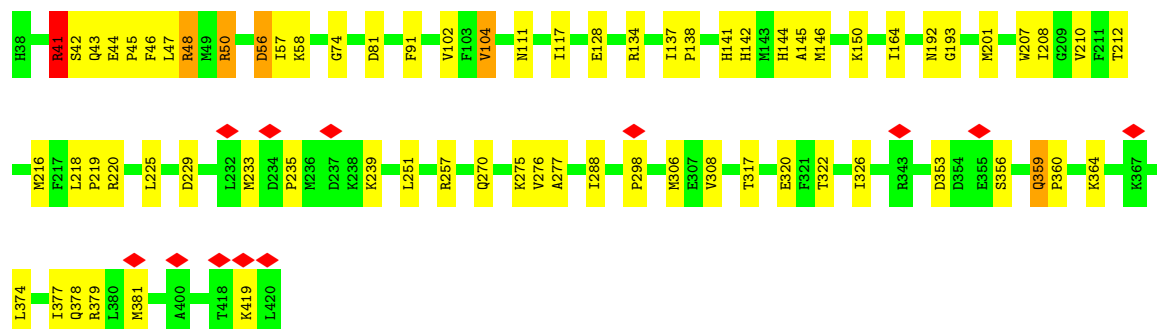 H38 R41 S42 Q43 E44 P45 F46 L47 R48 M49 R50 D56 I57 K58 G74 D81 F91 V102 F103 V104 N111 I117 E128 R134 I137 P138 H141 H142 M143 H144 A145 M146 K150 I164 N192 G193 M201 W207 I208 G209 V210 F211 T212
M216 F217 L218 P219 R220 L225 D229 L232 M233 D234 P235 M236 D237 K238 K239 L251 R257 Q270 K275 V276 A277 I288 P298 M306 E307 V308 T317 E320 F321 T322 I326 R343 D353 D354 E355 S356 Q359 P360 K364 K367
L374 I377 Q378 R379 L380 M381 A400 T418 K419 L420